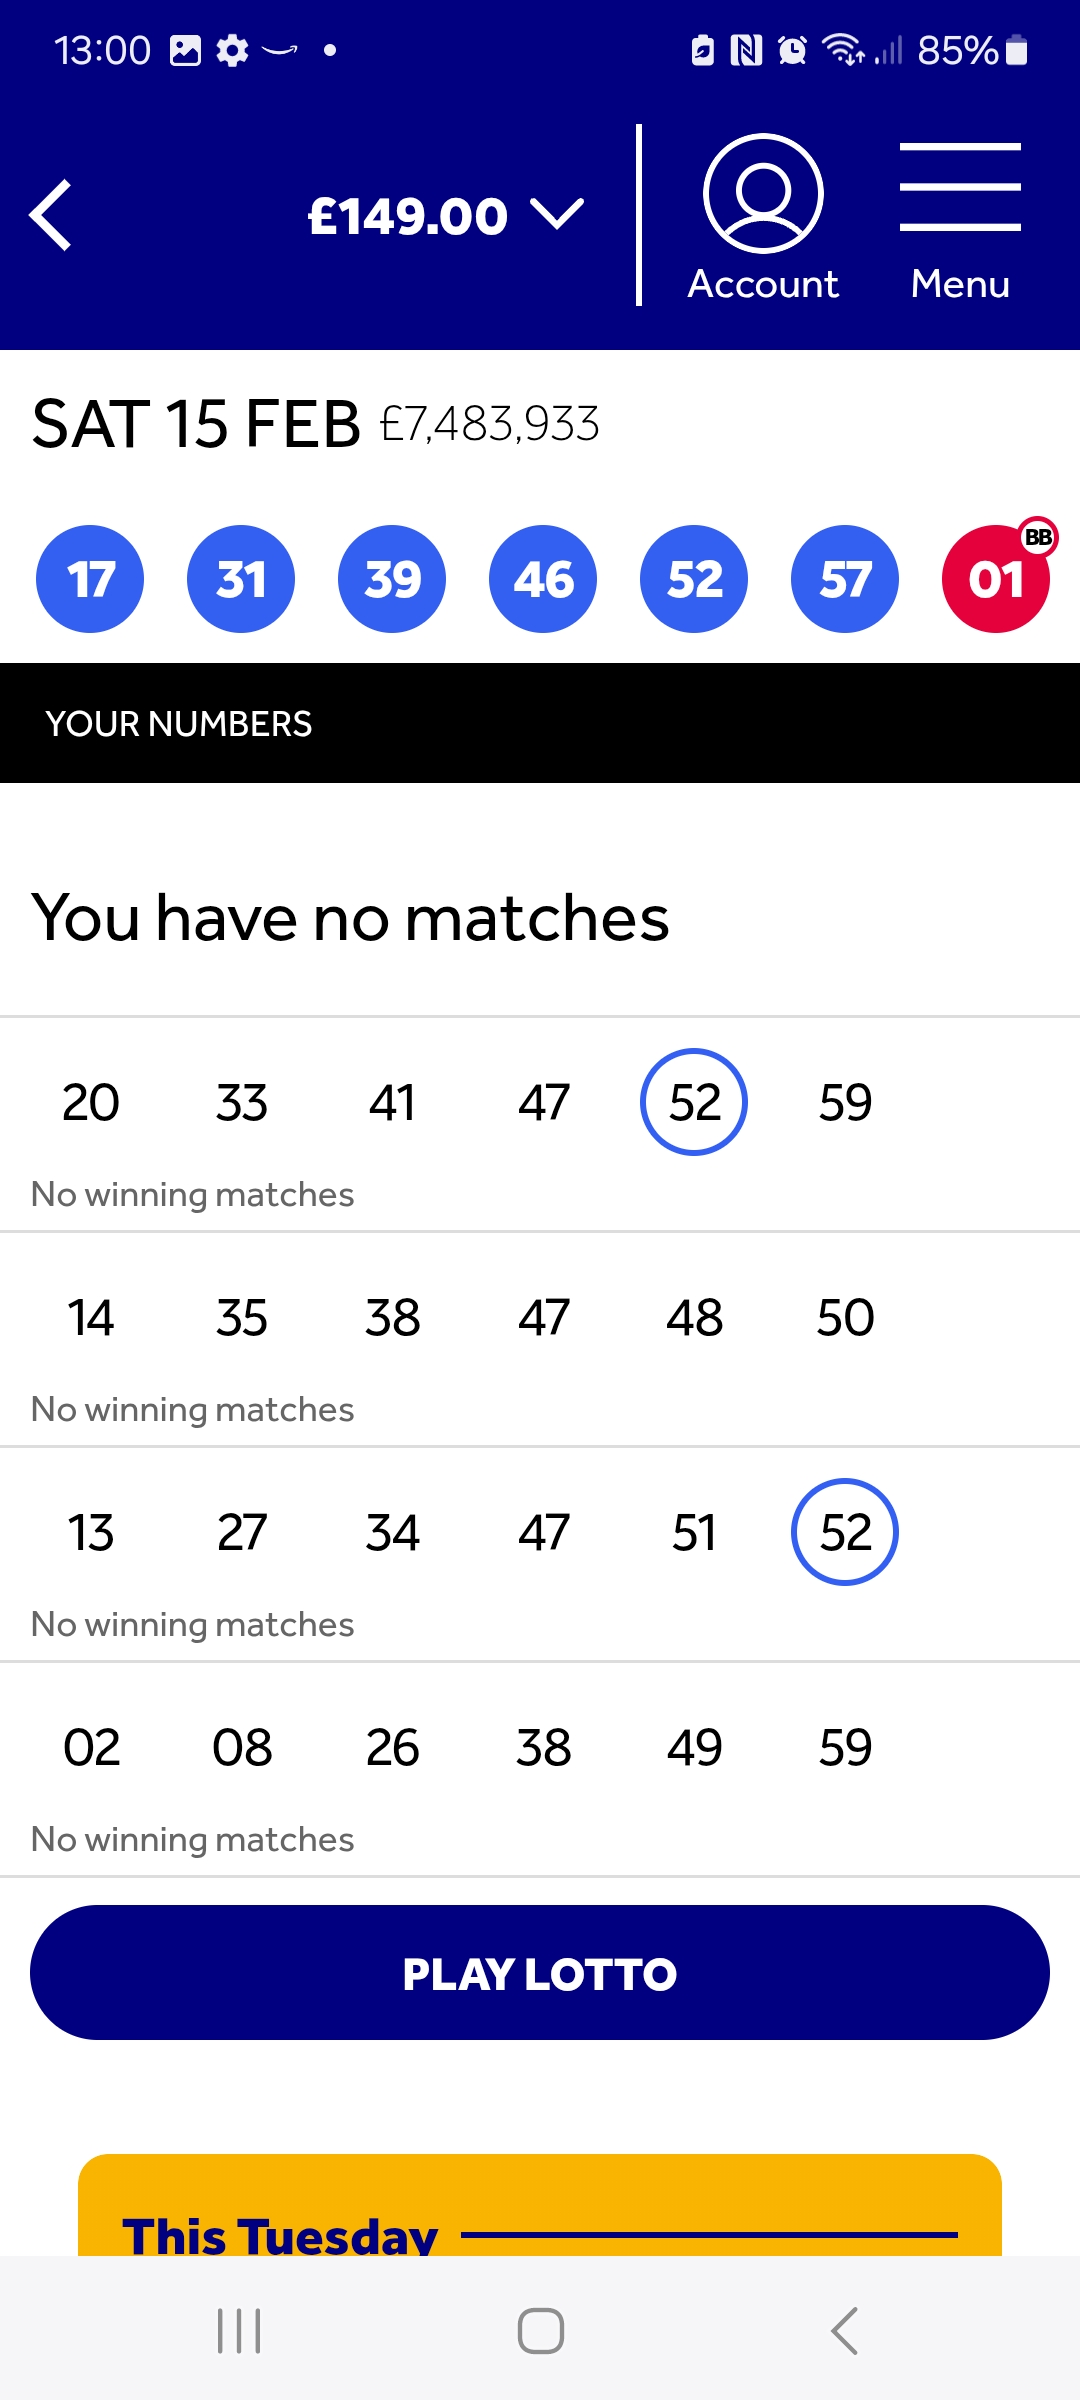 13:00 85%
£149.00
Account Menu
SAT 15 FEB £7,483,933
17 31 39 46 52 57 01 BB
YOUR NUMBERS
You have no matches
20 33 41 47 52 59
No winning matches
14 35 38 47 48 50
No winning matches
13 27 34 47 51 52
No winning matches
02 08 26 38 49 59
No winning matches
PLAY LOTTO
This Tuesday